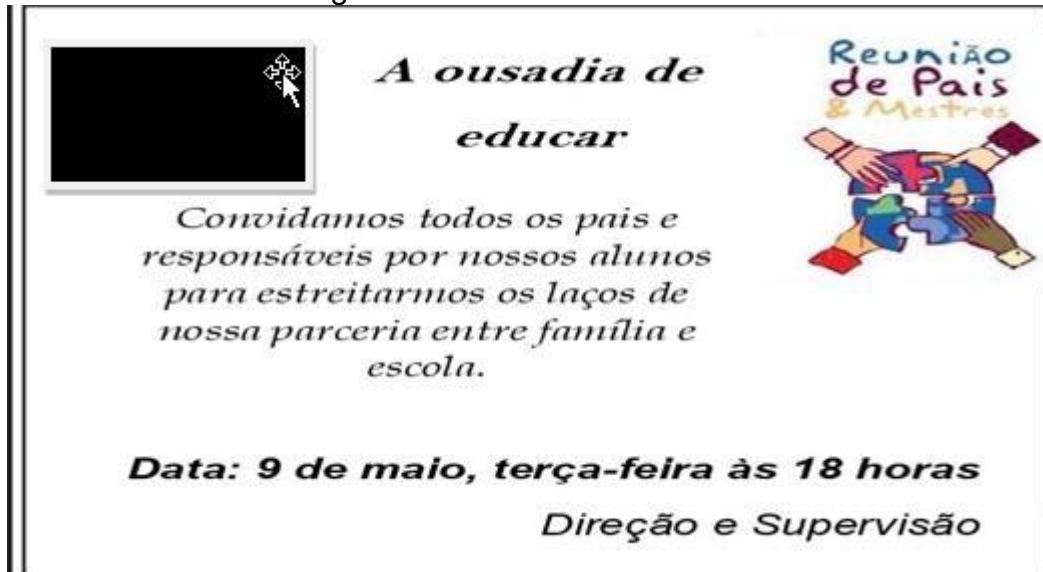 A ousadia de
educar
Reunião
de Pais
& Mestres
Convidamos todos os pais e
responsáveis por nossos alunos
para estreitarmos os laços de
nossa parceria entre família e
escola.
Data: 9 de maio, terça-feira às 18 horas
Direção e Supervisão